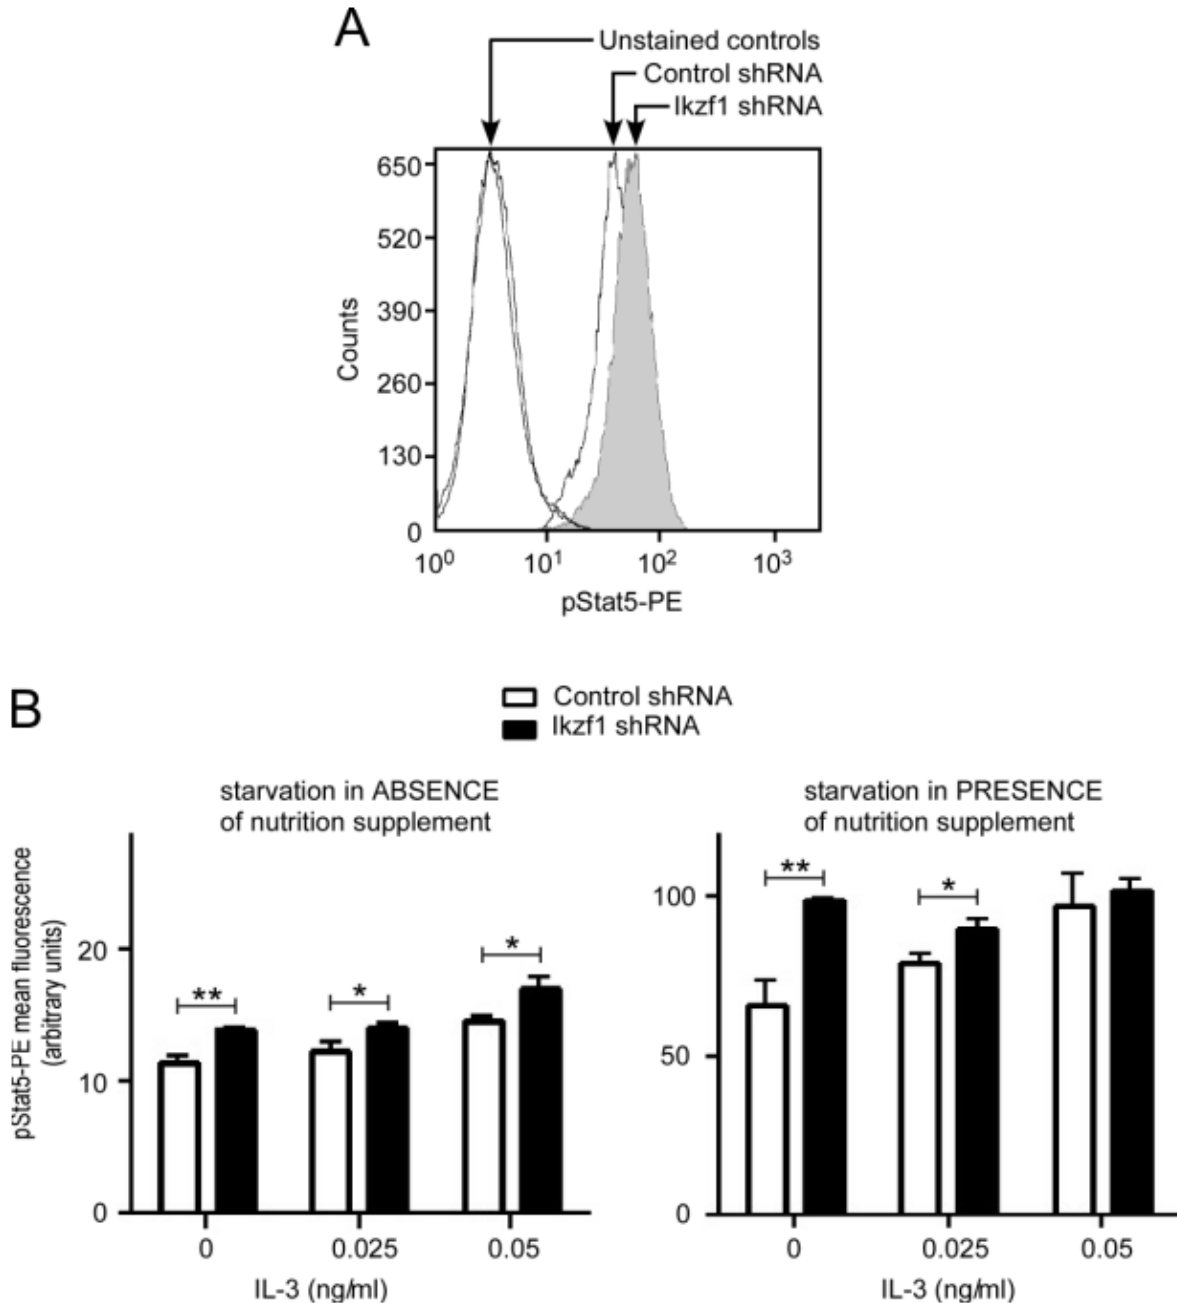 A
Unstained controls
Control shRNA
Ikzf1 shRNA
650
520
390
260
130
0
Counts
10⁰ 10¹ 10² 10³
pStat5-PE
B
Control shRNA
Ikzf1 shRNA
starvation in ABSENCE
of nutrition supplement
pStat5-PE mean fluorescence
(arbitrary units)
20
10
0
** * *
0 0.025 0.05
IL-3 (ng/ml)
starvation in PRESENCE
of nutrition supplement
100
50
0
** *
0 0.025 0.05
IL-3 (ng/ml)